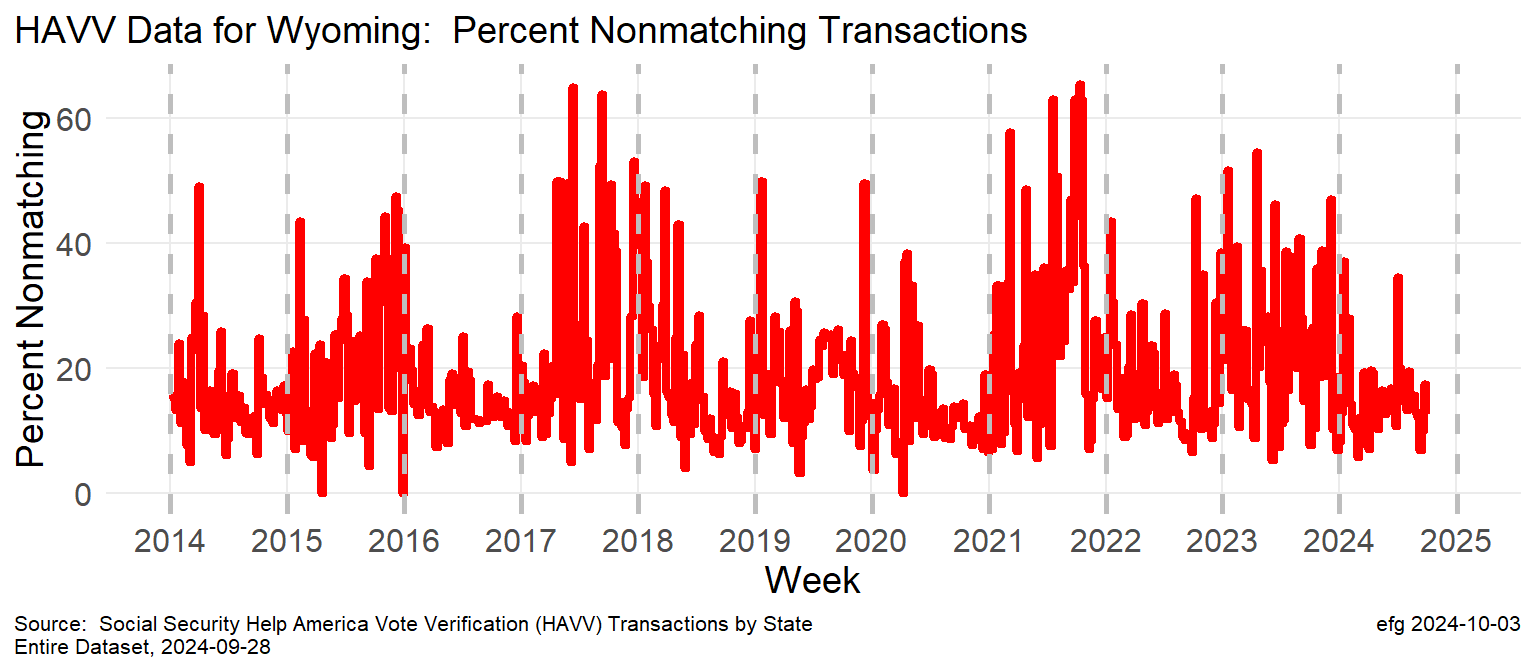 HAVV Data for Wyoming:  Percent Nonmatching Transactions
Percent Nonmatching
60
40
20
0
2014 2015 2016 2017 2018 2019 2020 2021 2022 2023 2024 2025
Week
Source:  Social Security Help America Vote Verification (HAVV) Transactions by State
Entire Dataset, 2024-09-28
efg 2024-10-03